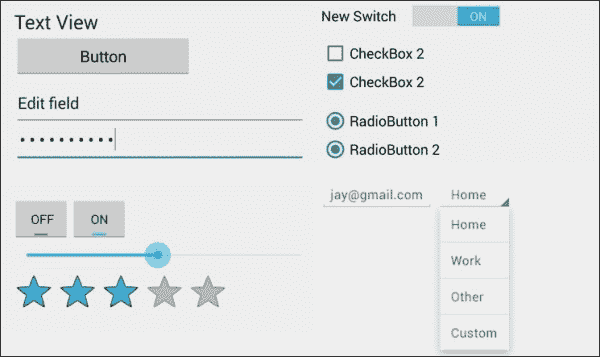 Text View
Button
Edit field
••••••••••
OFF
ON
New Switch
ON
CheckBox 2
CheckBox 2
RadioButton 1
RadioButton 2
jay@gmail.com
Home
Home
Work
Other
Custom